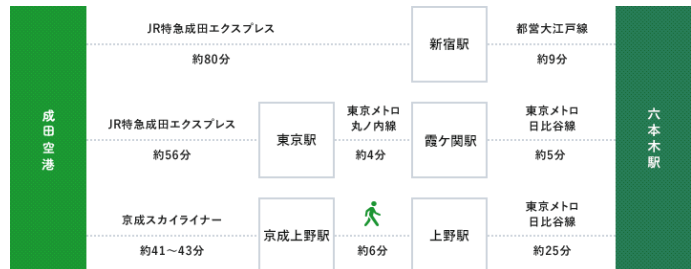 成田空港
JR特急成田エクスプレス
約80分
新宿駅
都営大江戸線
約9分
JR特急成田エクスプレス
約56分
東京駅
東京メトロ
丸ノ内線
約4分
霞ケ関駅
東京メトロ
日比谷線
約5分
京成スカイライナー
約41〜43分
京成上野駅
約6分
上野駅
東京メトロ
日比谷線
約25分
六本木駅